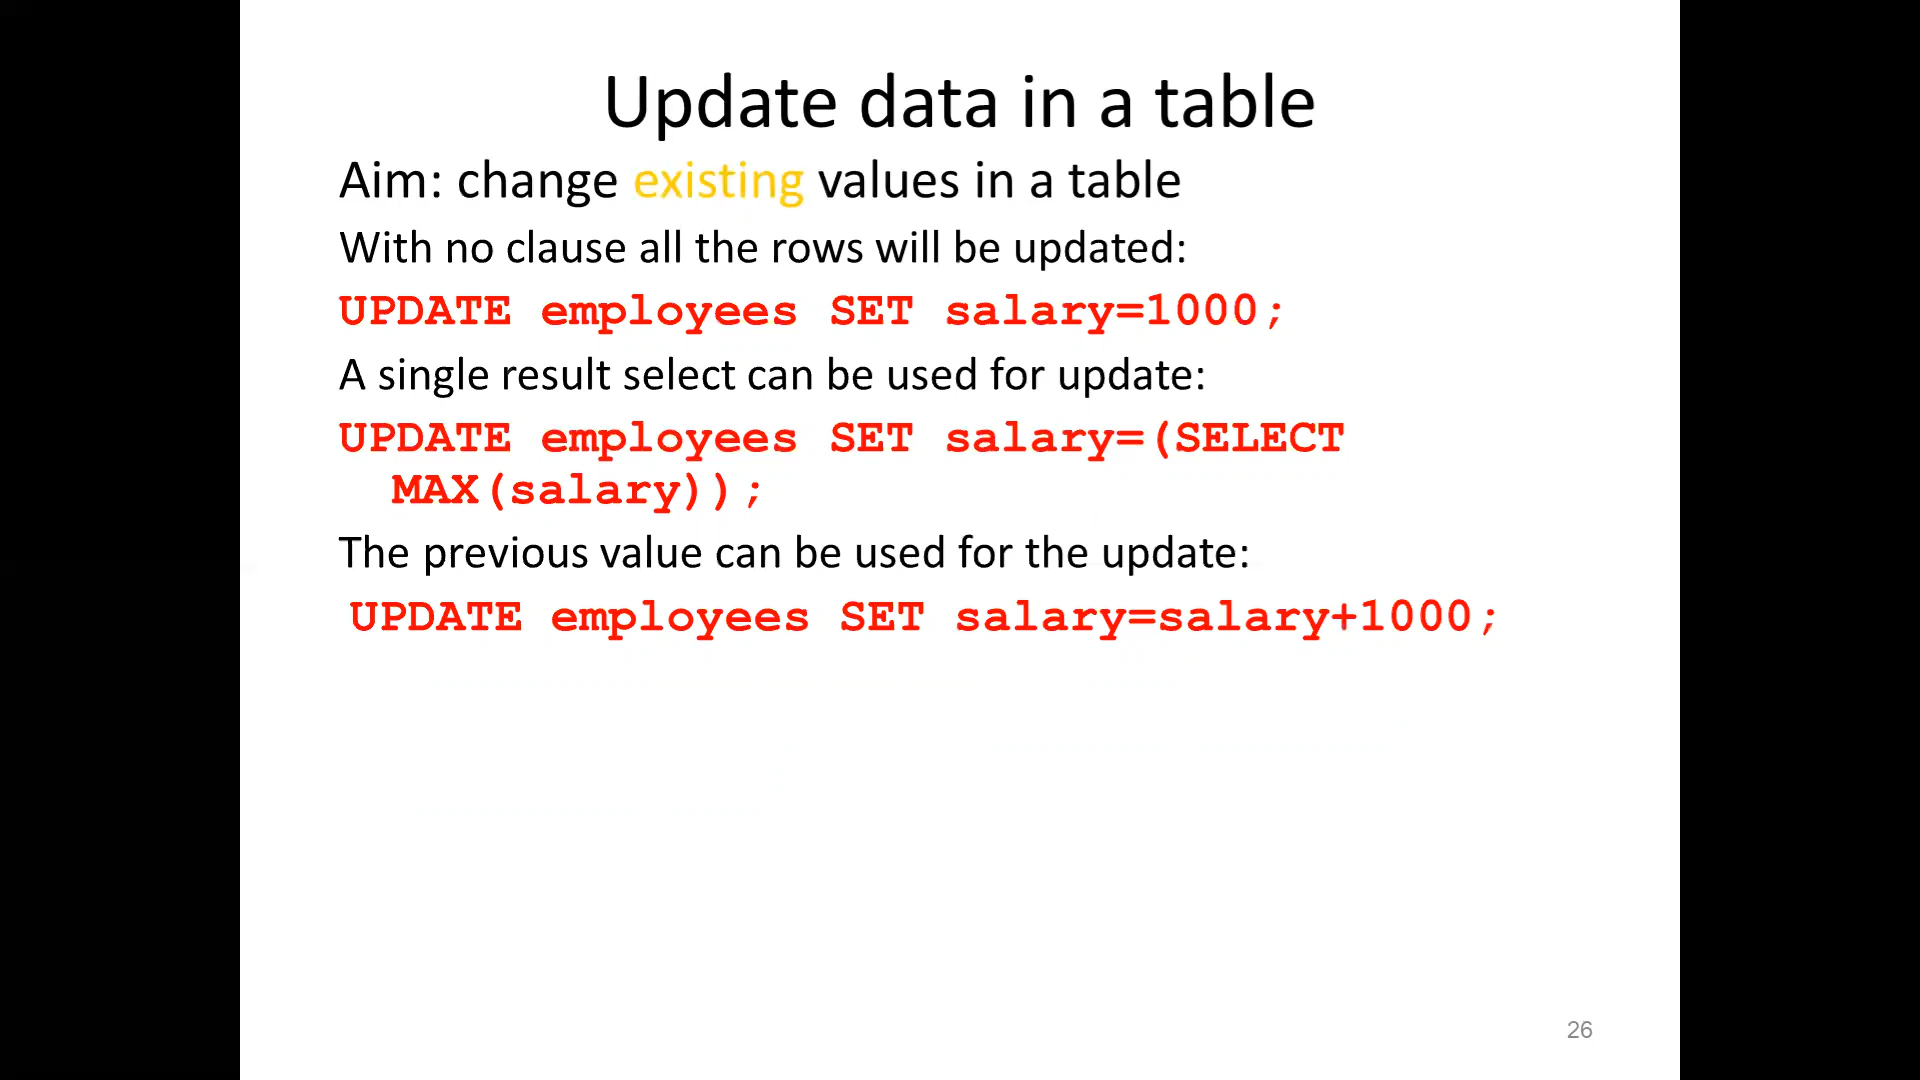 Update data in a table
Aim: change existing values in a table
With no clause all the rows will be updated:
UPDATE employees SET salary=1000;
A single result select can be used for update:
UPDATE employees SET salary=(SELECT
MAX(salary));
The previous value can be used for the update:
UPDATE employees SET salary=salary+1000;
26